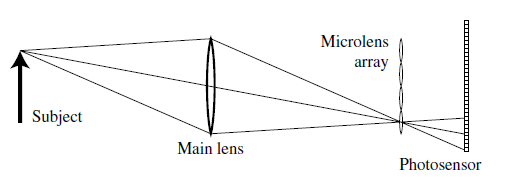 Microlens
array
Subject
Main lens
Photosensor